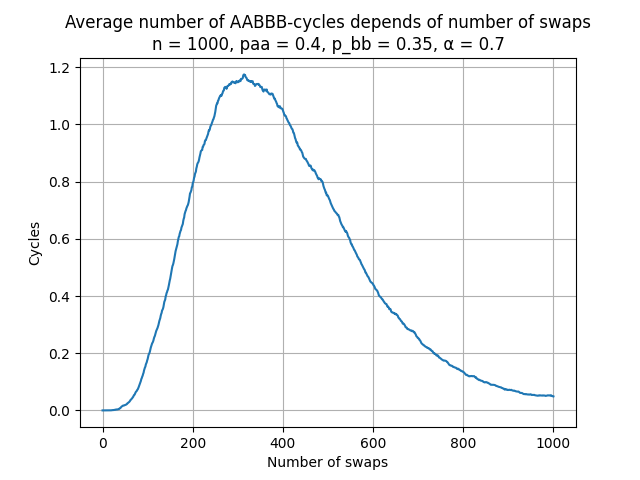 Average number of AABBB-cycles depends of number of swaps
n = 1000, paa = 0.4, p_bb = 0.35, α = 0.7
1.2
1.0
0.8
0.6
0.4
0.2
0.0
Cycles
0 200 400 600 800 1000
Number of swaps